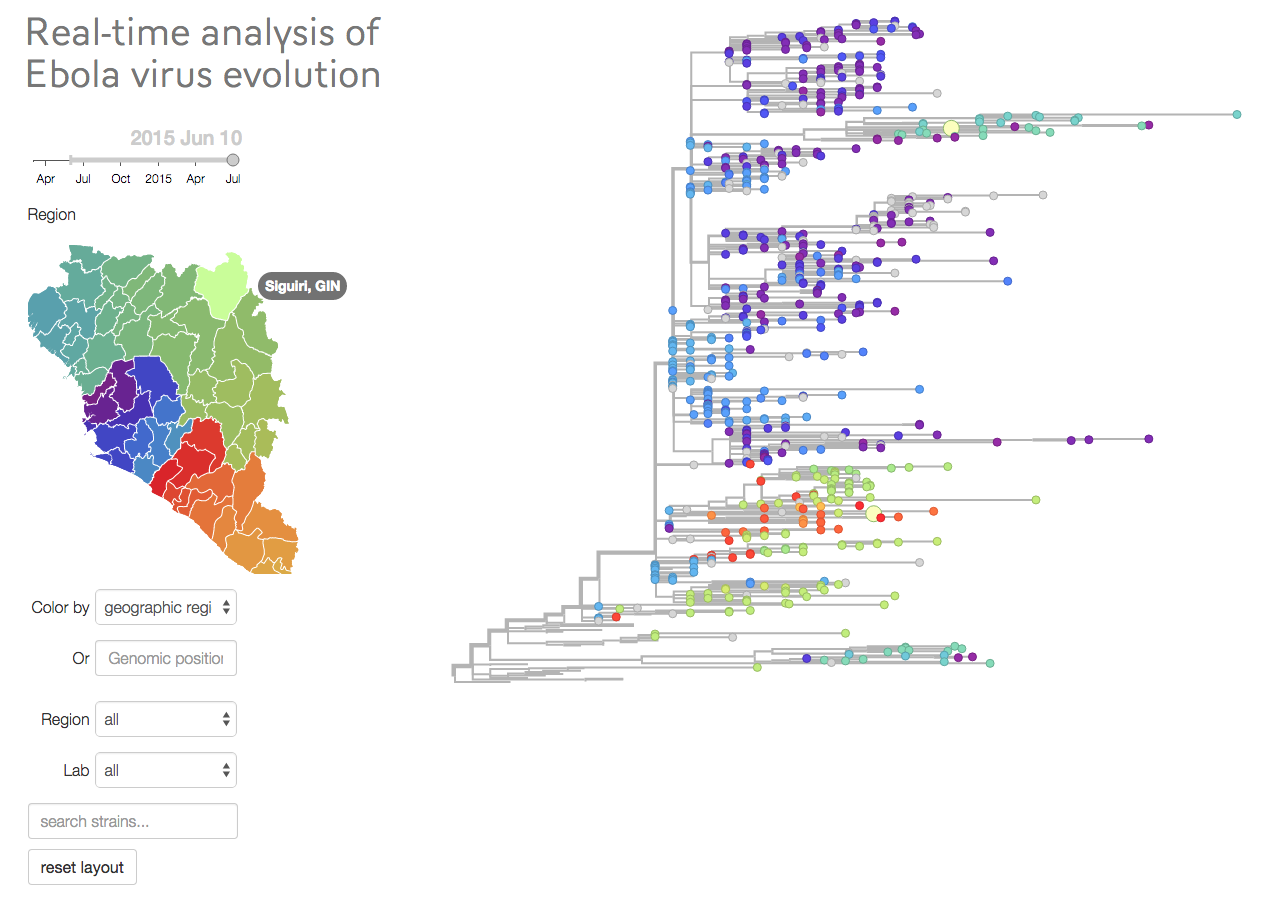 Real-time analysis of
Ebola virus evolution
2015 Jun 10
Apr Jul Oct 2015 Apr Jul
Region
Siguiri, GIN
Color by geographic regi
Or Genomic position
Region all
Lab all
search strains...
reset layout